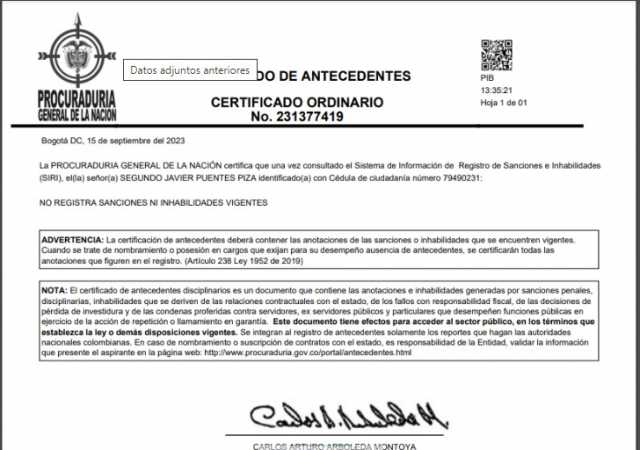 PROCURADURIA
GENERAL DE LA NACION
Datos adjuntos anteriores
DO DE ANTECEDENTES
CERTIFICADO ORDINARIO
No. 231377419
PIB
13:35:21
Hoja 1 de 01
Bogotá DC, 15 de septiembre del 2023
La PROCURADURIA GENERAL DE LA NACIÓN certifica que una vez consultado el Sistema de Información de Registro de Sanciones e Inhabilidades
(SIRI), el(la) señor(a) SEGUNDO JAVIER PUENTES PIZA identificado(a) con Cédula de ciudadanía número 79490231:
NO REGISTRA SANCIONES NI INHABILIDADES VIGENTES
ADVERTENCIA: La certificación de antecedentes deberá contener las anotaciones de las sanciones o inhabilidades que se encuentren vigentes.
Cuando se trate de nombramiento o posesión en cargos que exijan para su desempeño ausencia de antecedentes, se certificarán todas las
anotaciones que figuren en el registro. (Artículo 238 Ley 1952 de 2019)
NOTA: El certificado de antecedentes disciplinarios es un documento que contiene las anotaciones e inhabilidades generadas por sanciones penales,
disciplinarias, inhabilidades que se deriven de las relaciones contractuales con el estado, de los fallos con responsabilidad fiscal, de las decisiones de
pérdida de investidura y de las condenas proferidas contra servidores, ex servidores públicos y particulares que desempeñen funciones públicas en
ejercicio de la acción de repetición o llamamiento en garantía. Este documento tiene efectos para acceder al sector público, en los términos que
establezca la ley o demás disposiciones vigentes. Se integran al registro de antecedentes solamente los reportes que hagan las autoridades
nacionales colombianas. En caso de nombramiento o suscripción de contratos con el estado, es responsabilidad de la Entidad, validar la información
que presente el aspirante en la página web: http://www.procuraduria.gov.co/portal/antecedentes.html
CARLOS ARTURO ARBOLEDA MONTOYA